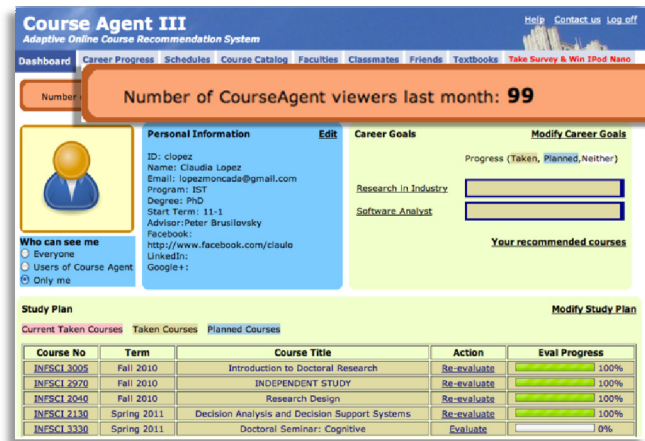 Course Agent III
Help Contact us Log off
Adaptive Online Course Recommendation System
Dashboard Career Progress Schedules Course Catalog Faculties Classmates Friends Textbooks Take Survey & Win IPod Nano
Number
Number of CourseAgent viewers last month: 99
Personal Information Edit
ID: clopez
Name: Claudia Lopez
Email: lopezmoncada@gmail.com
Program: IST
Degree: PhD
Start Term: 11-1
Advisor:Peter Brusilovsky
Facebook:
http://www.facebook.com/claulo
LinkedIn:
Google+:
Career Goals Modify Career Goals
Progress (Taken, Planned,Neither)
Research in Industry
Software Analyst
Your recommended courses
Who can see me
Everyone
Users of Course Agent
Only me
Study Plan Modify Study Plan
Current Taken Courses Taken Courses Planned Courses
Course No Term Course Title Action Eval Progress
INFSCI 3005 Fall 2010 Introduction to Doctoral Research Re-evaluate 100%
INFSCI 2970 Fall 2010 INDEPENDENT STUDY Re-evaluate 100%
INFSCI 2040 Fall 2010 Research Design Re-evaluate 100%
INFSCI 2130 Spring 2011 Decision Analysis and Decision Support Systems Re-evaluate 100%
INFSCI 3330 Spring 2011 Doctoral Seminar: Cognitive Evaluate 0%